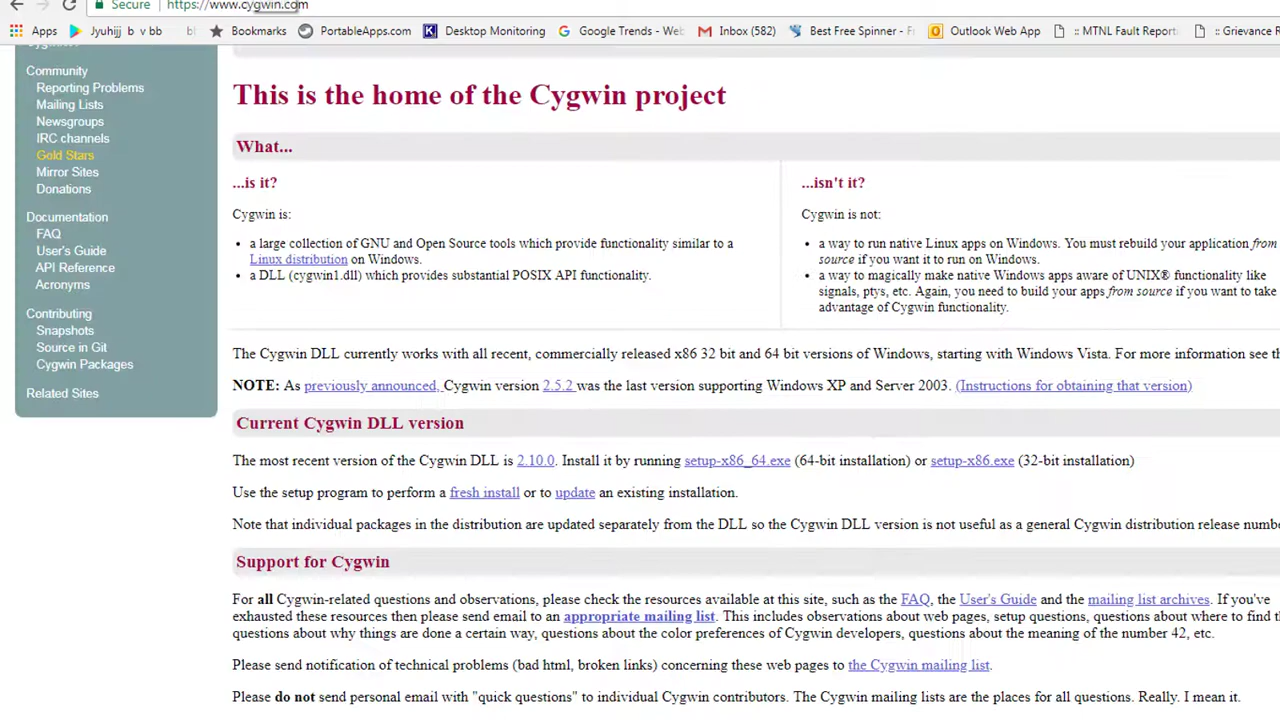 Secure https://www.cygwin.com
Apps Jyuhijj b v bb bl Bookmarks PortableApps.com Desktop Monitoring Google Trends - Web Inbox (582) Best Free Spinner - F Outlook Web App :: MTNL Fault Report :: Grievance R
Community
Reporting Problems
Mailing Lists
Newsgroups
IRC channels
Gold Stars
Mirror Sites
Donations
Documentation
FAQ
User's Guide
API Reference
Acronyms
Contributing
Snapshots
Source in Git
Cygwin Packages
Related Sites
This is the home of the Cygwin project
What...
...is it?
Cygwin is:
• a large collection of GNU and Open Source tools which provide functionality similar to a
Linux distribution on Windows.
• a DLL (cygwin1.dll) which provides substantial POSIX API functionality.
...isn't it?
Cygwin is not:
• a way to run native Linux apps on Windows. You must rebuild your application from
source if you want it to run on Windows.
• a way to magically make native Windows apps aware of UNIX® functionality like
signals, ptys, etc. Again, you need to build your apps from source if you want to take
advantage of Cygwin functionality.
The Cygwin DLL currently works with all recent, commercially released x86 32 bit and 64 bit versions of Windows, starting with Windows Vista. For more information see th
NOTE: As previously announced, Cygwin version 2.5.2 was the last version supporting Windows XP and Server 2003. (Instructions for obtaining that version)
Current Cygwin DLL version
The most recent version of the Cygwin DLL is 2.10.0. Install it by running setup-x86_64.exe (64-bit installation) or setup-x86.exe (32-bit installation)
Use the setup program to perform a fresh install or to update an existing installation.
Note that individual packages in the distribution are updated separately from the DLL so the Cygwin DLL version is not useful as a general Cygwin distribution release numbe
Support for Cygwin
For all Cygwin-related questions and observations, please check the resources available at this site, such as the FAQ, the User's Guide and the mailing list archives. If you've
exhausted these resources then please send email to an appropriate mailing list. This includes observations about web pages, setup questions, questions about where to find t
questions about why things are done a certain way, questions about the color preferences of Cygwin developers, questions about the meaning of the number 42, etc.
Please send notification of technical problems (bad html, broken links) concerning these web pages to the Cygwin mailing list.
Please do not send personal email with "quick questions" to individual Cygwin contributors. The Cygwin mailing lists are the places for all questions. Really. I mean it.